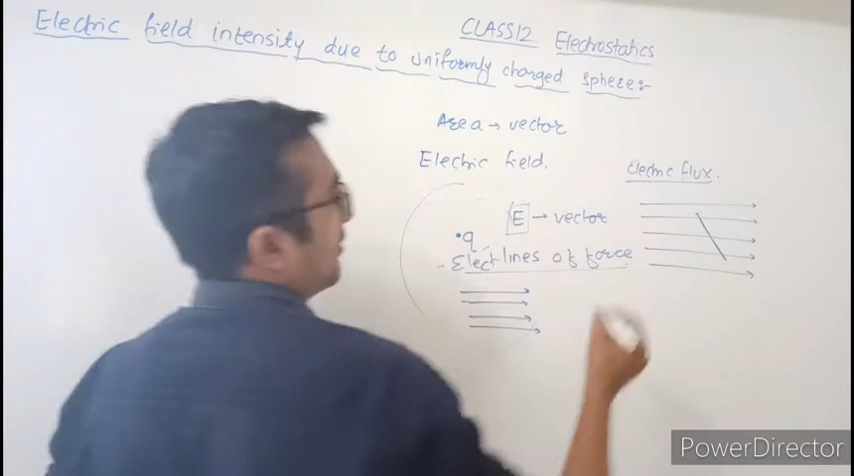 Electric field intensity due to uniformly charged sphere:-
CLASS12 Electrostatics
Area → vector
Electric field.
E → vector
•q
Elect lines of force
Electric flux.
PowerDirector